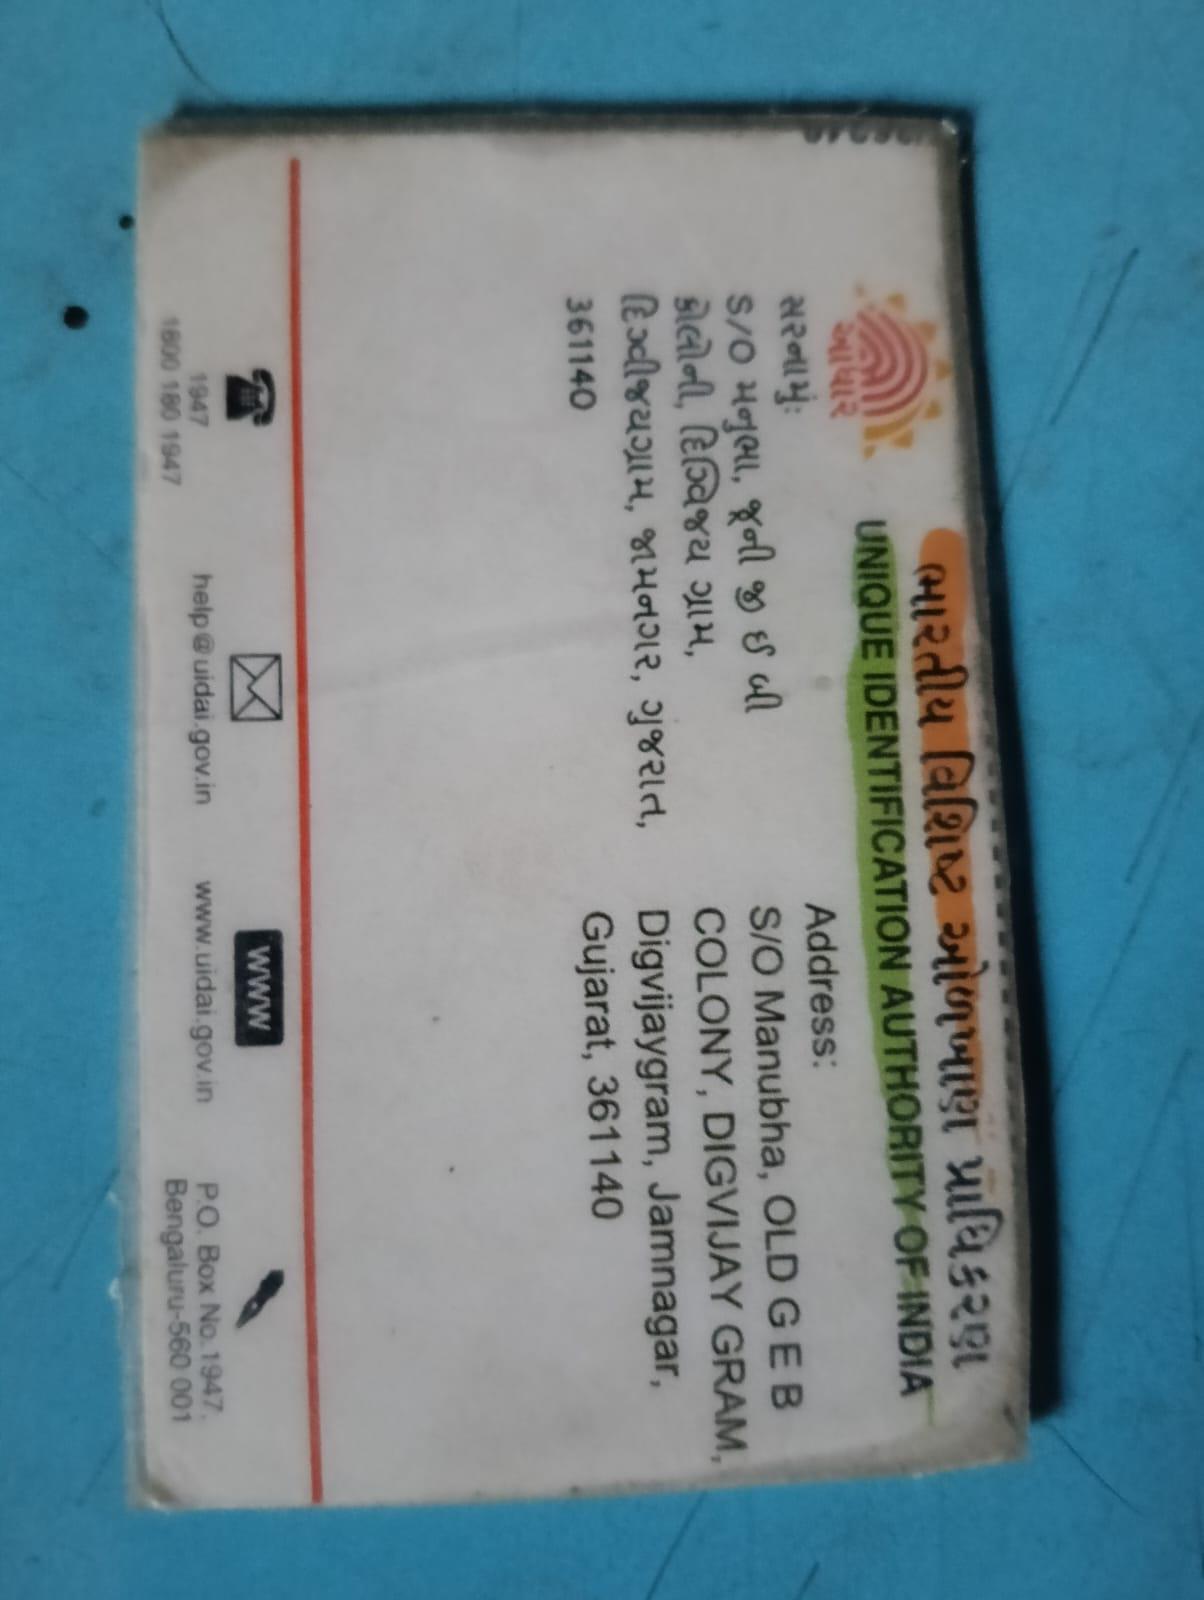 ભારતીય વિશિષ્ટ ઓળખાણ પ્રાધિકરણ
UNIQUE IDENTIFICATION AUTHORITY OF INDIA
આધાર
સરનામું:
S/O મનુભા, જૂની જી ઈ બી
કોલોની, દિગ્વિજય ગ્રામ,
દિગ્વીજયગ્રામ, જામનગર, ગુજરાત,
361140
Address:
S/O Manubha, OLD G E B
COLONY, DIGVIJAY GRAM,
Digvijaygram, Jamnagar,
Gujarat, 361140
1947
1800 180 1947
help@uidai.gov.in
WWW
www.uidai.gov.in
P.O. Box No.1947,
Bengaluru-560 001